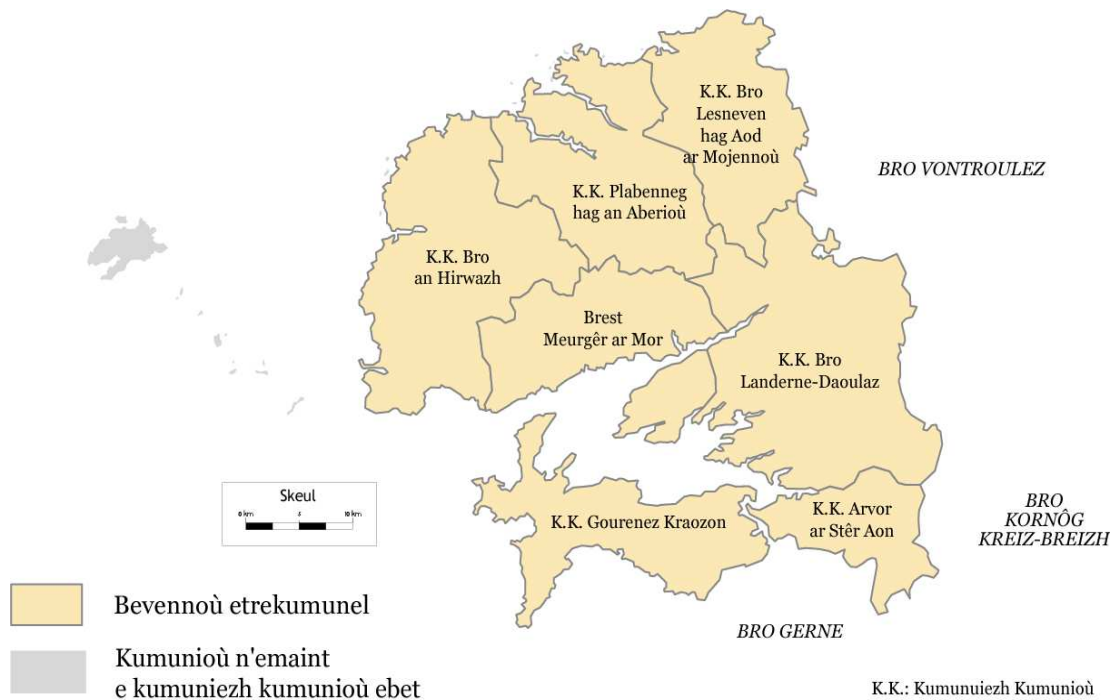 K.K. Bro
Lesneven
hag Aod
ar Mojennoù
BRO VONTROULEZ
K.K. Plabenneg
hag an Aberioù
K.K. Bro
an Hirwazh
Brest
Meurgêr ar Mor
K.K. Bro
Landerne-Daoulaz
Skeul
0 km 5 10 km
K.K. Gourenez Kraozon
K.K. Arvor
ar Stêr Aon
BRO
KORNÔG
KREIZ-BREIZH
BRO GERNE
Bevennoù etrekumunel
Kumunioù n'emaint
e kumuniezh kumunioù ebet
K.K.: Kumunuiezh Kumunioù